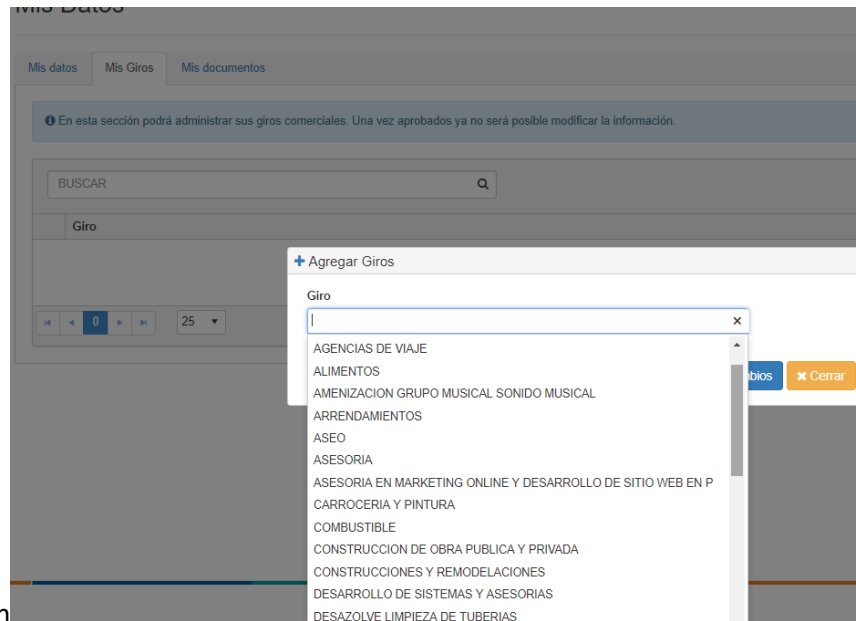 Mis Datos
Mis datos
Mis Giros
Mis documentos
En esta sección podrá administrar sus giros comerciales. Una vez aprobados ya no será posible modificar la información.
BUSCAR
Giro
Agregar Giros
Giro
AGENCIAS DE VIAJE
ALIMENTOS
AMENIZACION GRUPO MUSICAL SONIDO MUSICAL
ARRENDAMIENTOS
ASEO
ASESORIA
ASESORIA EN MARKETING ONLINE Y DESARROLLO DE SITIO WEB EN P
CARROCERIA Y PINTURA
COMBUSTIBLE
CONSTRUCCION DE OBRA PUBLICA Y PRIVADA
CONSTRUCCIONES Y REMODELACIONES
DESARROLLO DE SISTEMAS Y ASESORIAS
DESAZOLVE LIMPIEZA DE TUBERIAS
0
25
bios
Cerrar
n